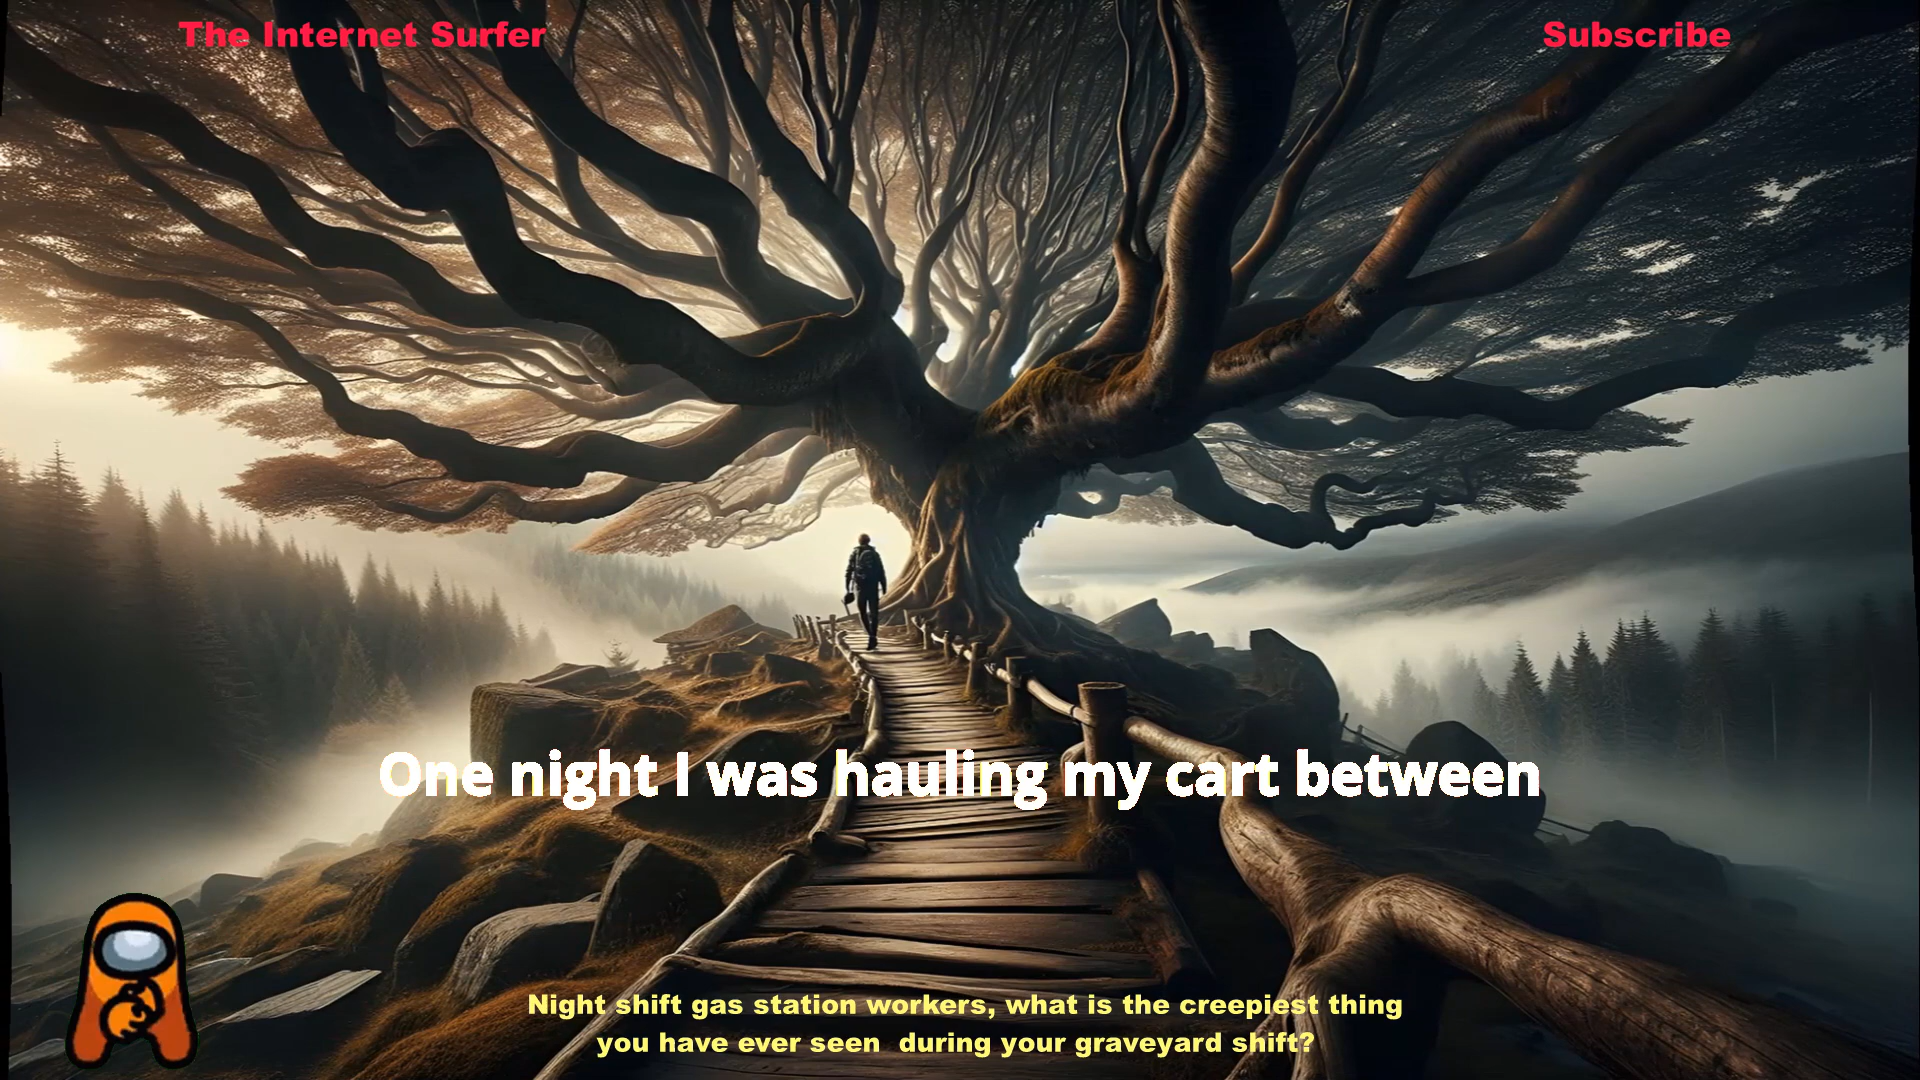 The Internet Surfer
Subscribe
One night I was hauling my cart between
Night shift gas station workers, what is the creepiest thing
you have ever seen  during your graveyard shift?